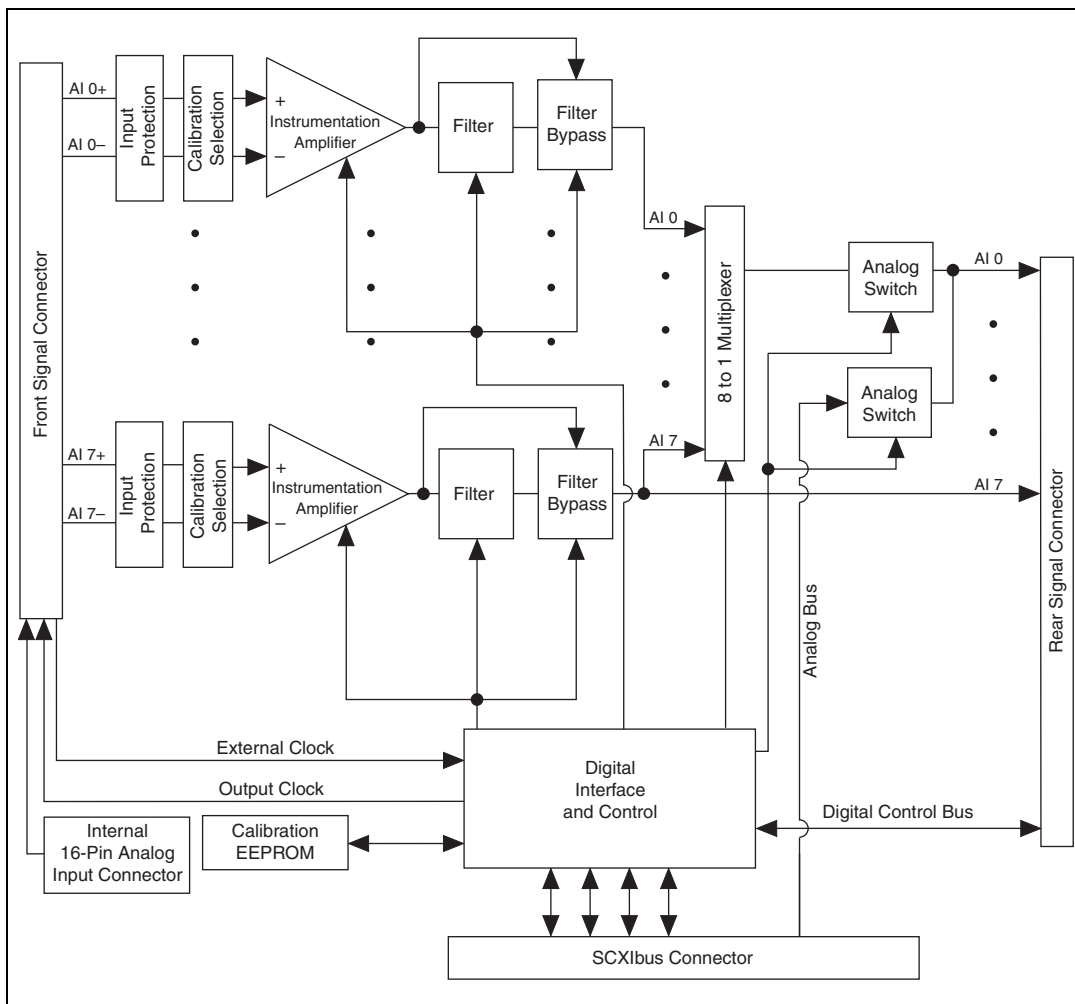 AI 0+
AI 0–
Front Signal Connector
Input
Protection
Calibration
Selection
+
–
Instrumentation
Amplifier
Filter
Filter
Bypass
AI 0
8 to 1 Multiplexer
Analog
Switch
AI 0
Analog
Switch
AI 7+
AI 7–
Input
Protection
Calibration
Selection
+
–
Instrumentation
Amplifier
Filter
Filter
Bypass
AI 7
AI 7
Rear Signal Connector
Analog Bus
External Clock
Output Clock
Digital
Interface
and Control
Digital Control Bus
Internal
16-Pin Analog
Input Connector
Calibration
EEPROM
SCXIbus Connector